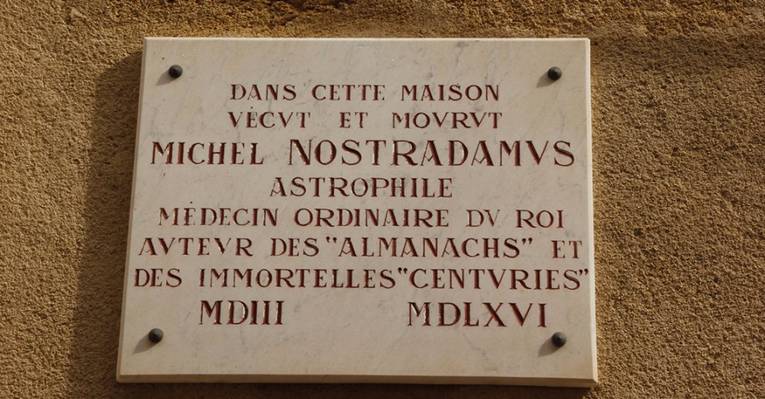 DANS CETTE MAISON
VÉCVT ET MOVRVT
MICHEL NOSTRADAMVS
ASTROPHILE
MÉDECIN ORDINAIRE DV ROI
AVTEVR DES "ALMANACHS" ET
DES IMMORTELLES "CENTVRIES"
MDIII MDLXVI